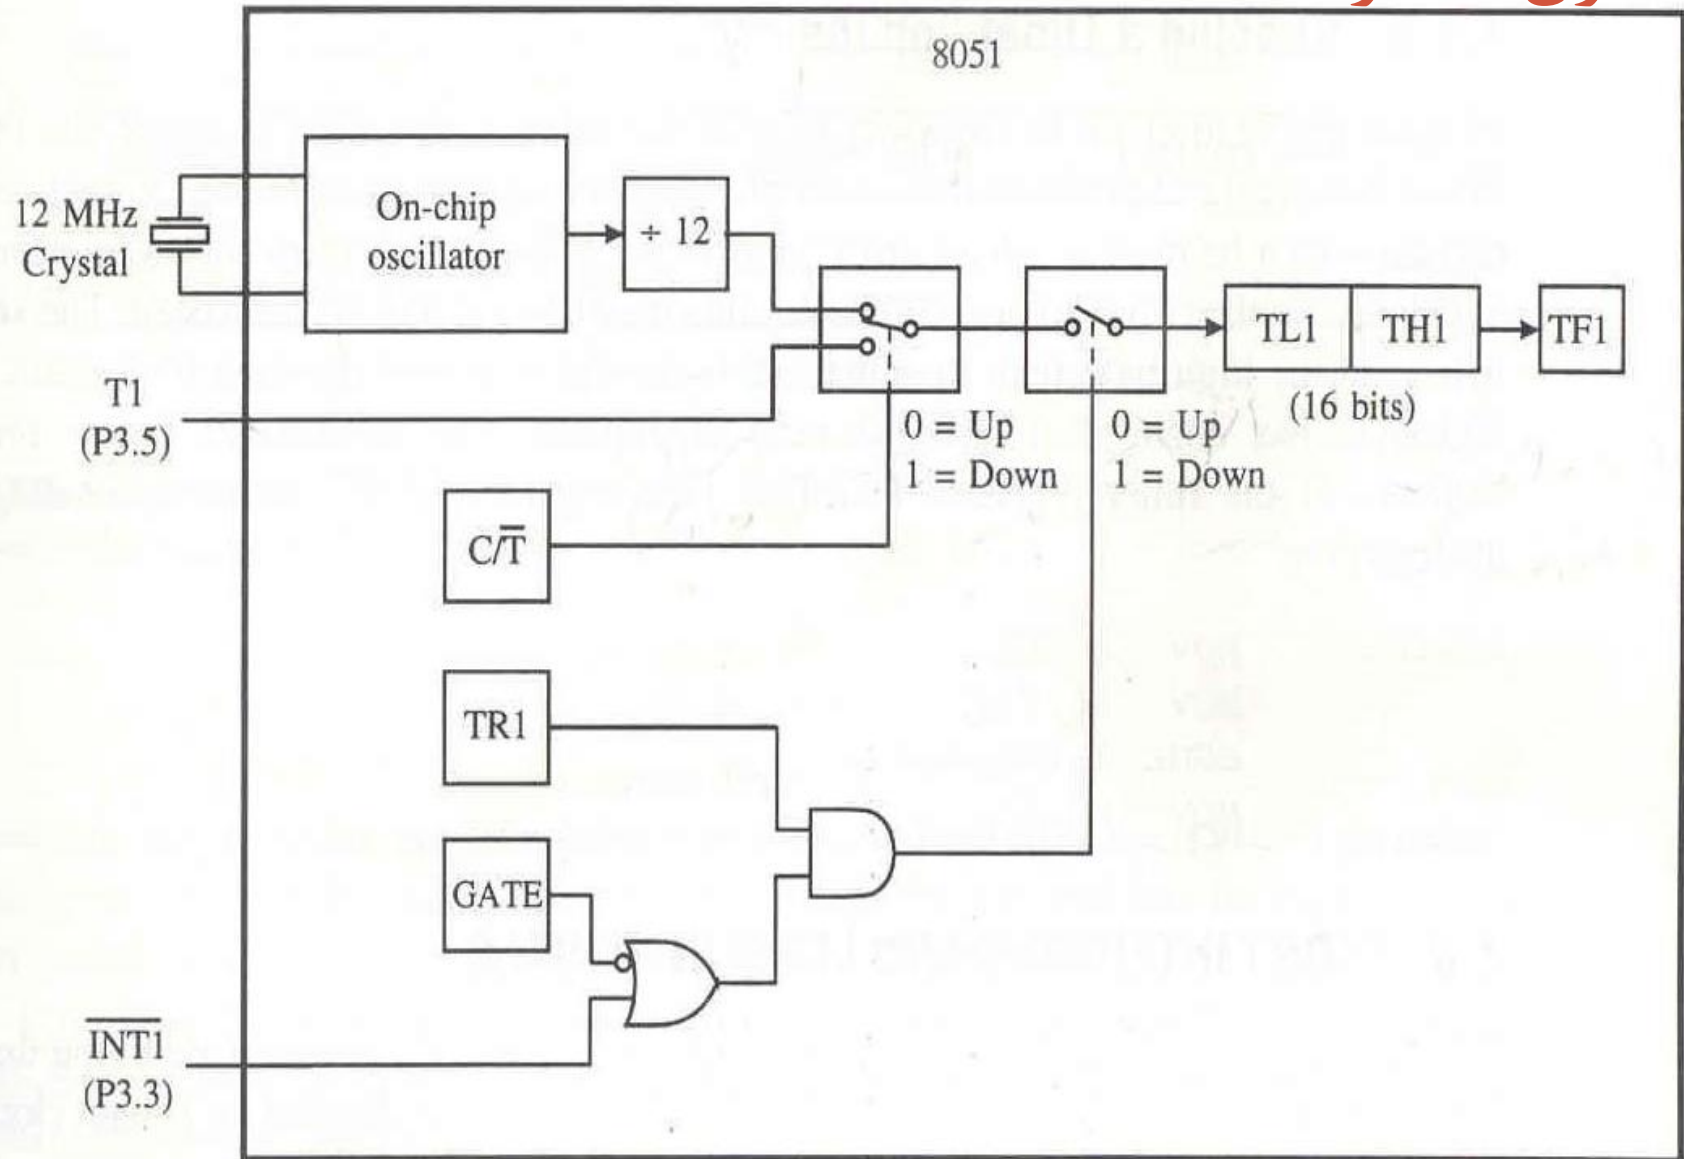 8051
12 MHz
Crystal
On-chip
oscillator
÷ 12
TL1
TH1
TF1
(16 bits)
T1
(P3.5)
0 = Up
1 = Down
0 = Up
1 = Down
C/T̅
TR1
GATE
I̅N̅T̅1̅
(P3.3)